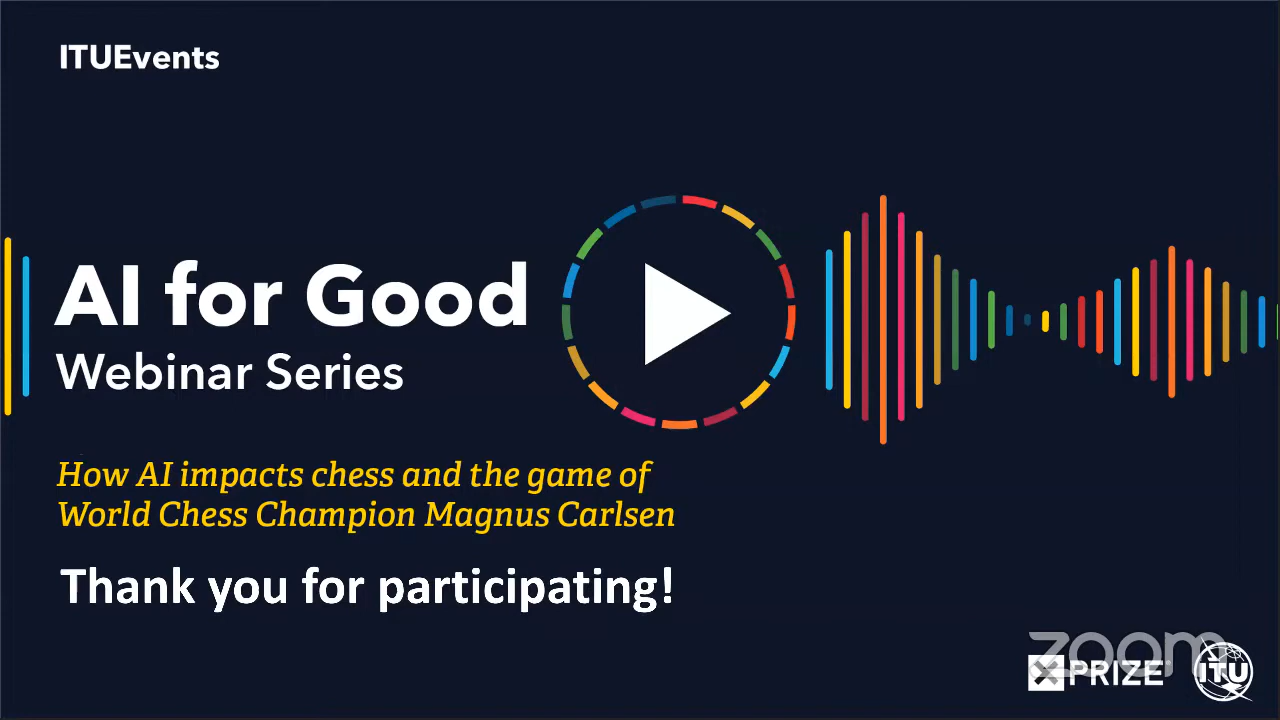 ITUEvents
AI for Good
Webinar Series
How AI impacts chess and the game of
World Chess Champion Magnus Carlsen
Thank you for participating!
zoom
XPRIZE
ITU